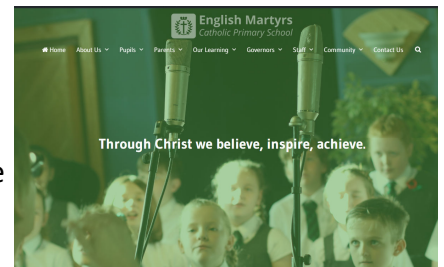 English Martyrs
Catholic Primary School
Home About Us Pupils Parents Our Learning Governors Staff Community Contact Us
Through Christ we believe, inspire, achieve.
e